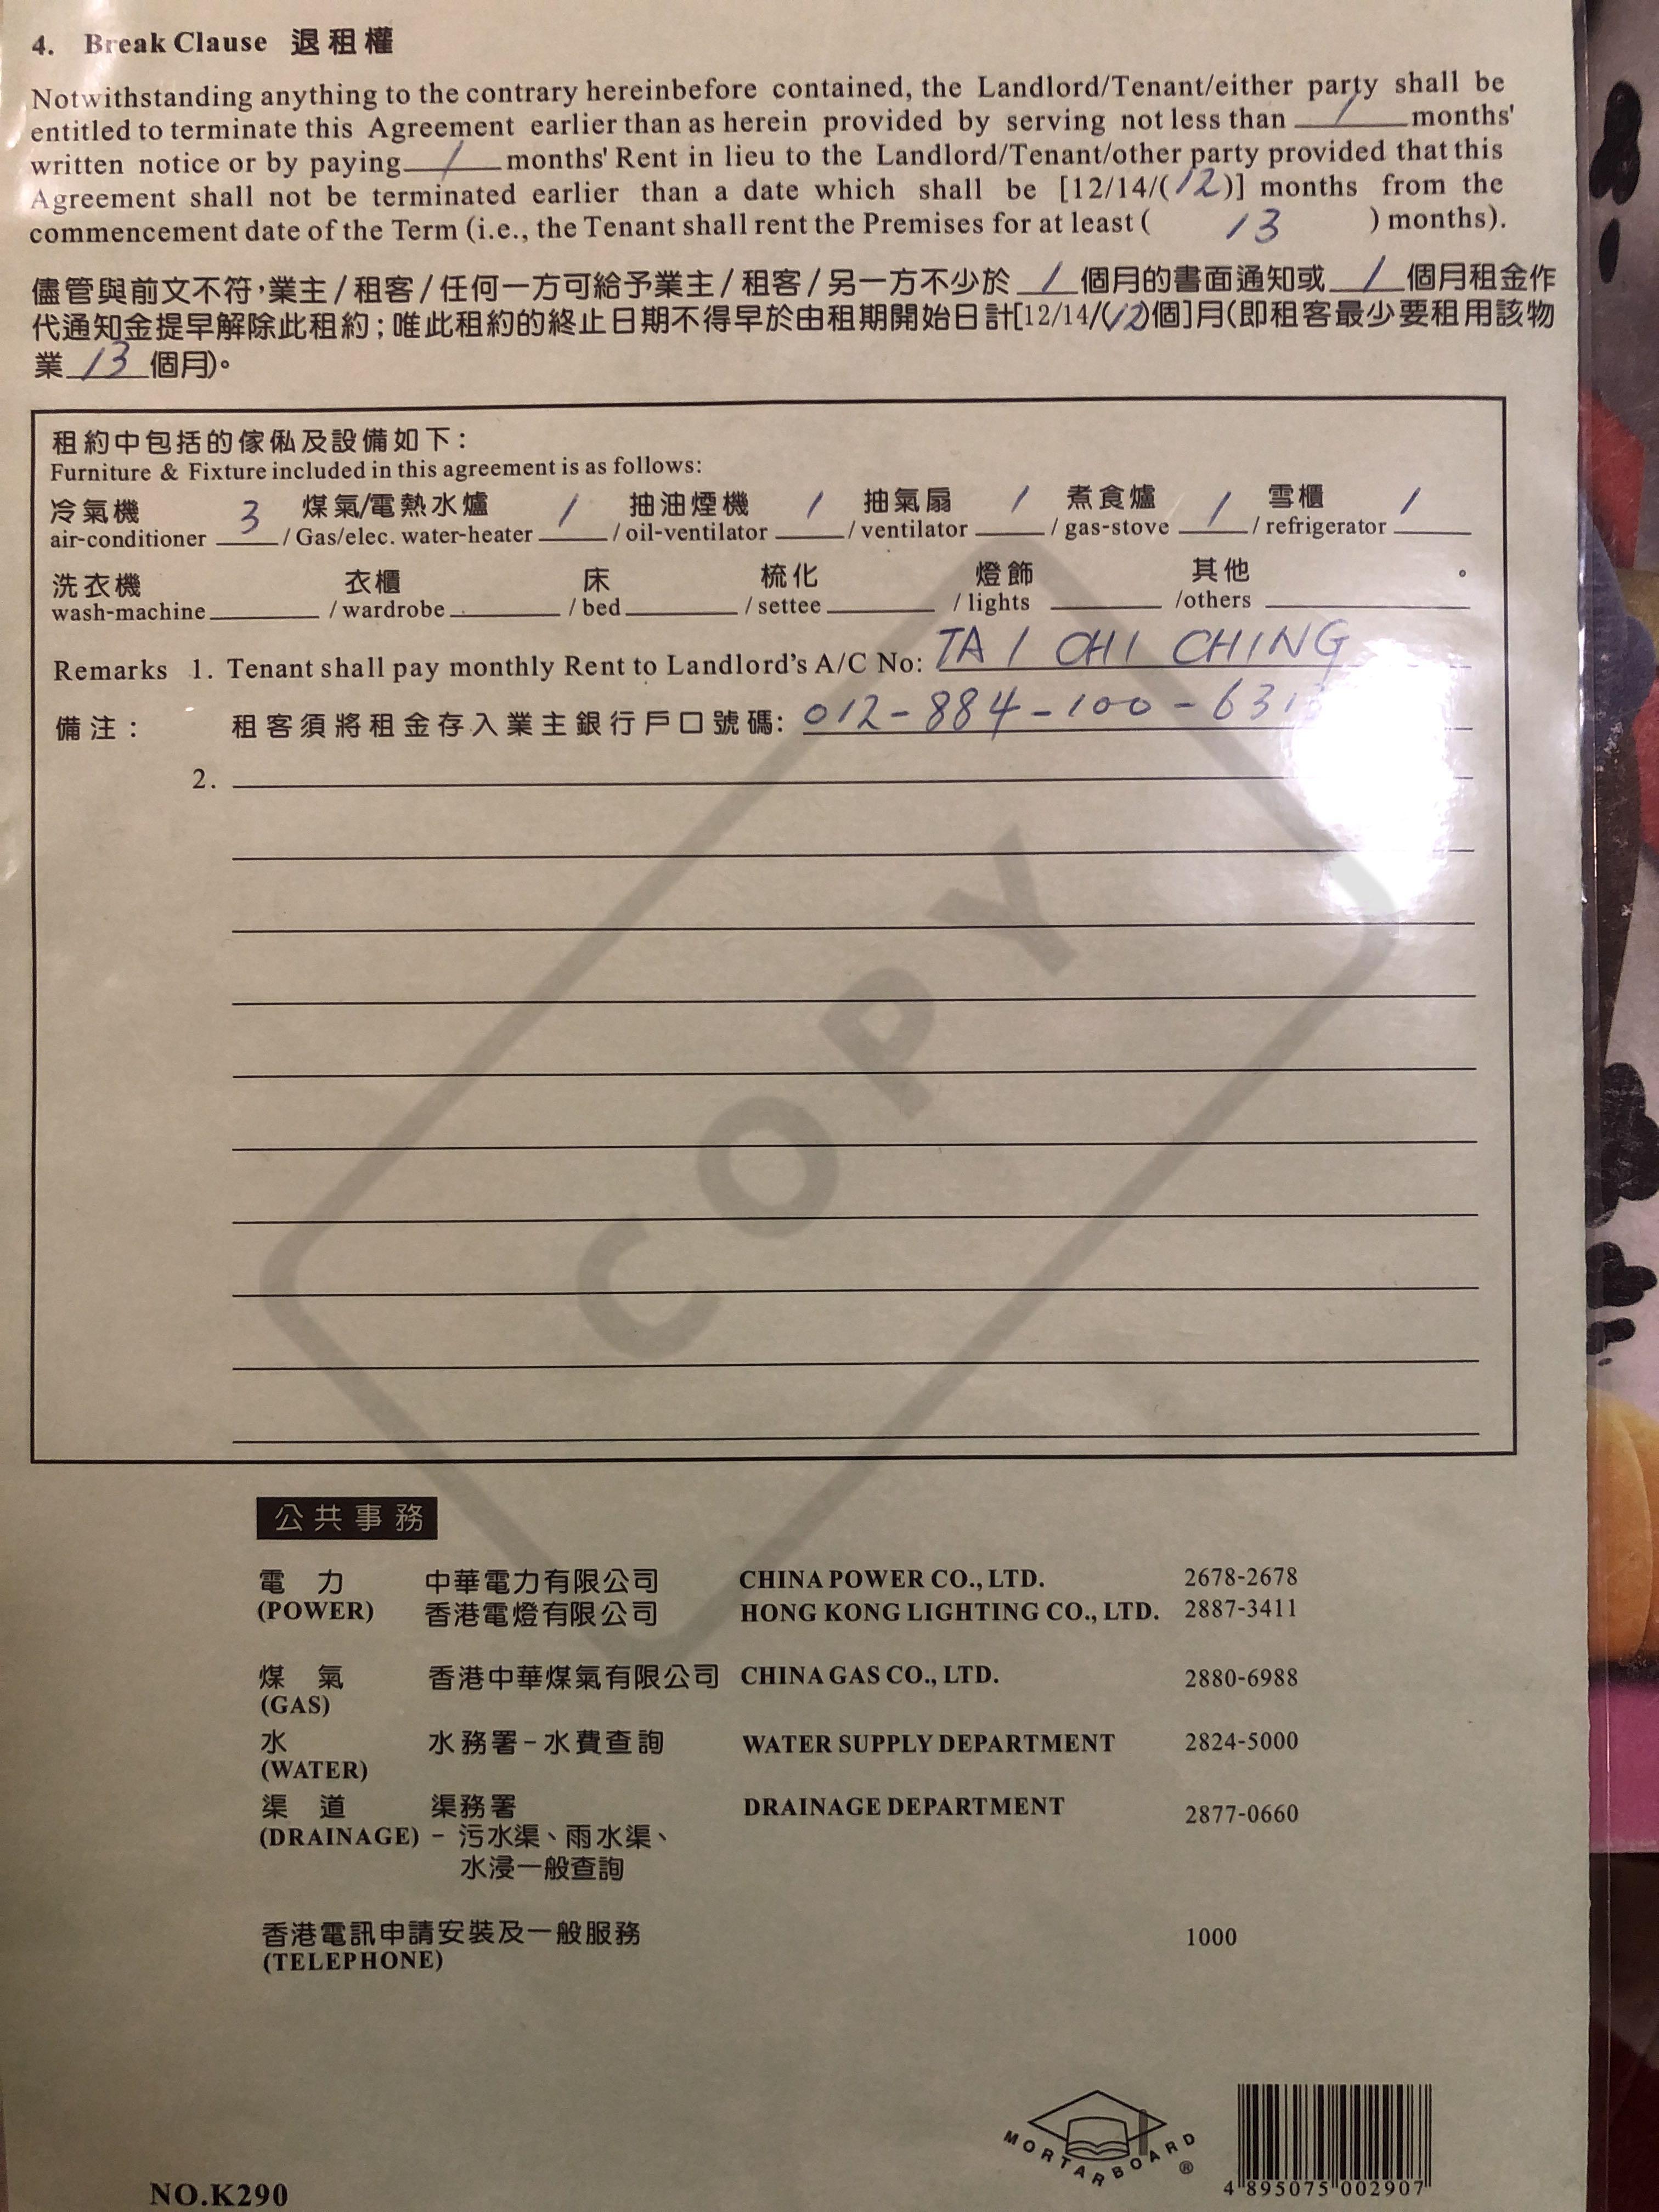 4. Break Clause 退租權
Notwithstanding anything to the contrary hereinbefore contained, the Landlord/Tenant/either party shall be
entitled to terminate this Agreement earlier than as herein provided by serving not less than 1 months'
written notice or by paying 1 months' Rent in lieu to the Landlord/Tenant/other party provided that this
Agreement shall not be terminated earlier than a date which shall be [12/14/(12)] months from the
commencement date of the Term (i.e., the Tenant shall rent the Premises for at least ( 13 ) months).
儘管與前文不符，業主/租客/任何一方可給予業主/租客/另一方不少於 1 個月的書面通知或 1 個月租金作
代通知金提早解除此租約；唯此租約的終止日期不得早於由租期開始日計[12/14/(12)個]月(即租客最少要租用該物
業 13 個月)。
租約中包括的傢俬及設備如下：
Furniture & Fixture included in this agreement is as follows:
冷氣機 煤氣/電熱水爐 抽油煙機 抽氣扇 煮食爐 雪櫃
air-conditioner 3 / Gas/elec. water-heater 1 / oil-ventilator 1 / ventilator 1 / gas-stove 1 / refrigerator 1
洗衣機 衣櫃 床 梳化 燈飾 其他 。
wash-machine / wardrobe / bed / settee / lights /others
Remarks 1. Tenant shall pay monthly Rent to Landlord's A/C No: TAI CHI CHING
備注： 租客須將租金存入業主銀行戶口號碼: 012-884-100-631
2.
COPY
公共事務
電力 中華電力有限公司 CHINA POWER CO., LTD. 2678-2678
(POWER) 香港電燈有限公司 HONG KONG LIGHTING CO., LTD. 2887-3411
煤氣 香港中華煤氣有限公司 CHINA GAS CO., LTD. 2880-6988
(GAS)
水 水務署-水費查詢 WATER SUPPLY DEPARTMENT 2824-5000
(WATER)
渠道 渠務署 DRAINAGE DEPARTMENT 2877-0660
(DRAINAGE) - 污水渠、雨水渠、
水浸一般查詢
香港電訊申請安裝及一般服務 1000
(TELEPHONE)
MORTARBOARD ®
NO.K290
4 895075 002907